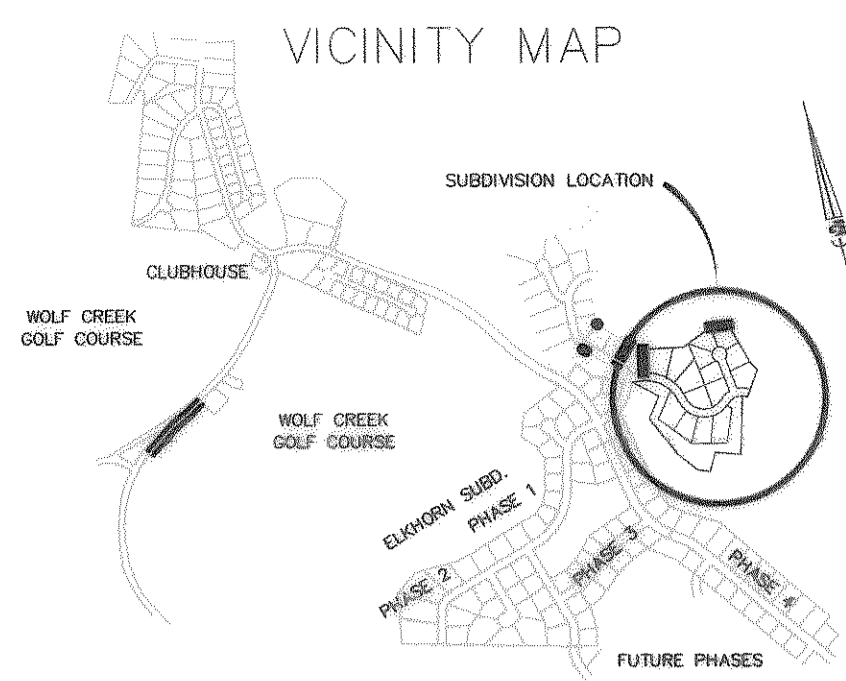 VICINITY MAP
SUBDIVISION LOCATION
CLUBHOUSE
WOLF CREEK
GOLF COURSE
WOLF CREEK
GOLF COURSE
ELKHORN SUBD.
PHASE 1
PHASE 2
PHASE 3
PHASE 4
FUTURE PHASES